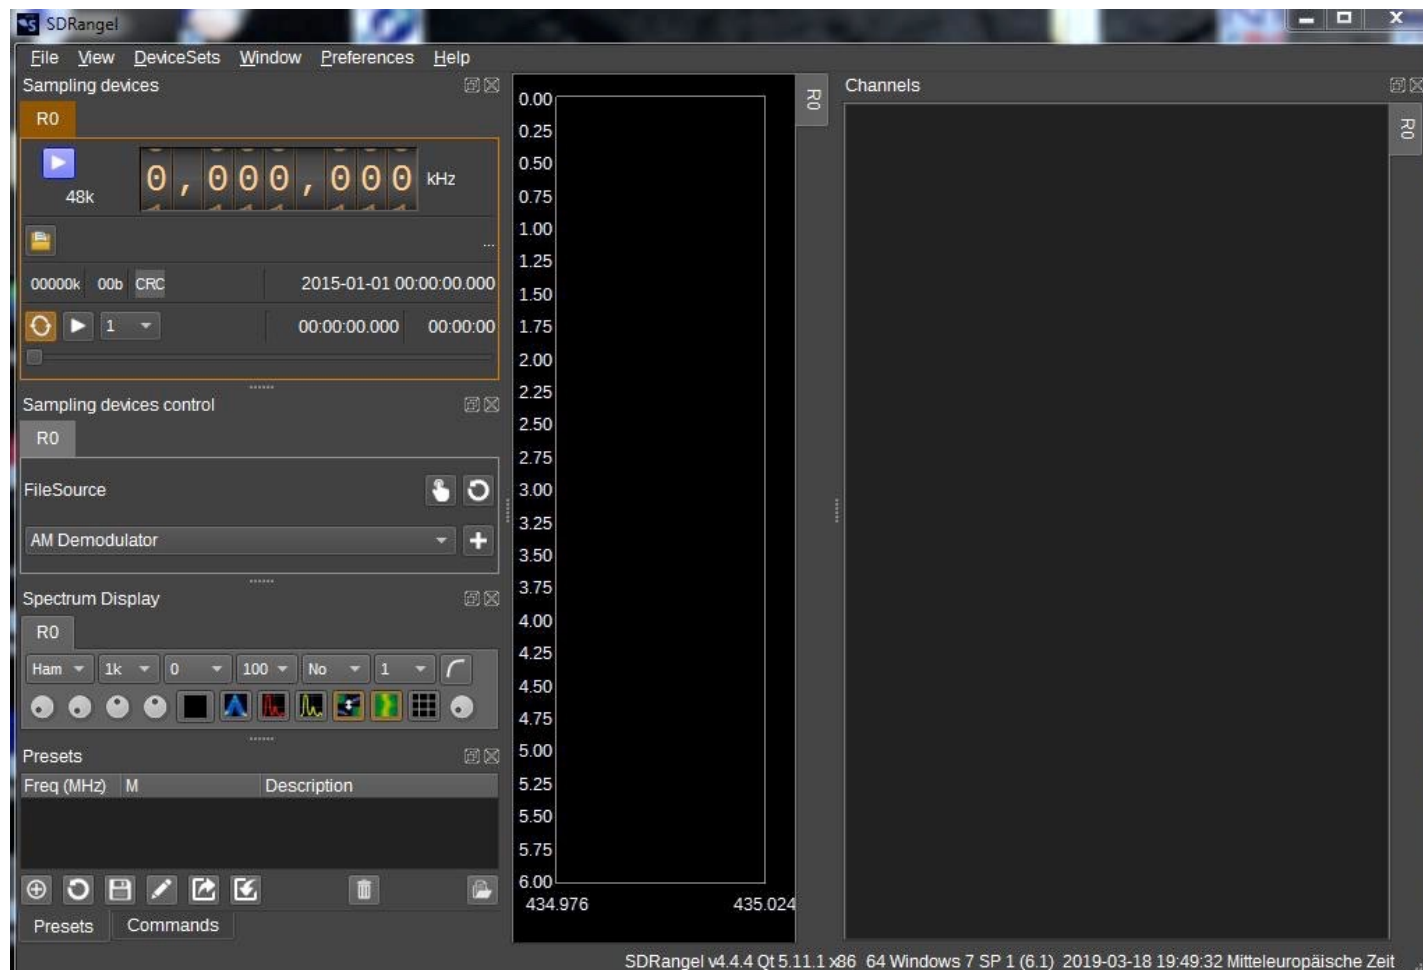 SDRangel
File View DeviceSets Window Preferences Help
Sampling devices
R0
48k
0,000,000 kHz
...
00000k 00b CRC 2015-01-01 00:00:00.000
1 00:00:00.000 00:00:00
Sampling devices control
R0
FileSource
AM Demodulator
Spectrum Display
R0
Ham 1k 0 100 No 1
Presets
Freq (MHz) M Description
Presets Commands
0.00
0.25
0.50
0.75
1.00
1.25
1.50
1.75
2.00
2.25
2.50
2.75
3.00
3.25
3.50
3.75
4.00
4.25
4.50
4.75
5.00
5.25
5.50
5.75
6.00
434.976 435.024
R0
Channels
R0
SDRangel v4.4.4 Qt 5.11.1 x86_64 Windows 7 SP 1 (6.1) 2019-03-18 19:49:32 Mitteleuropäische Zeit